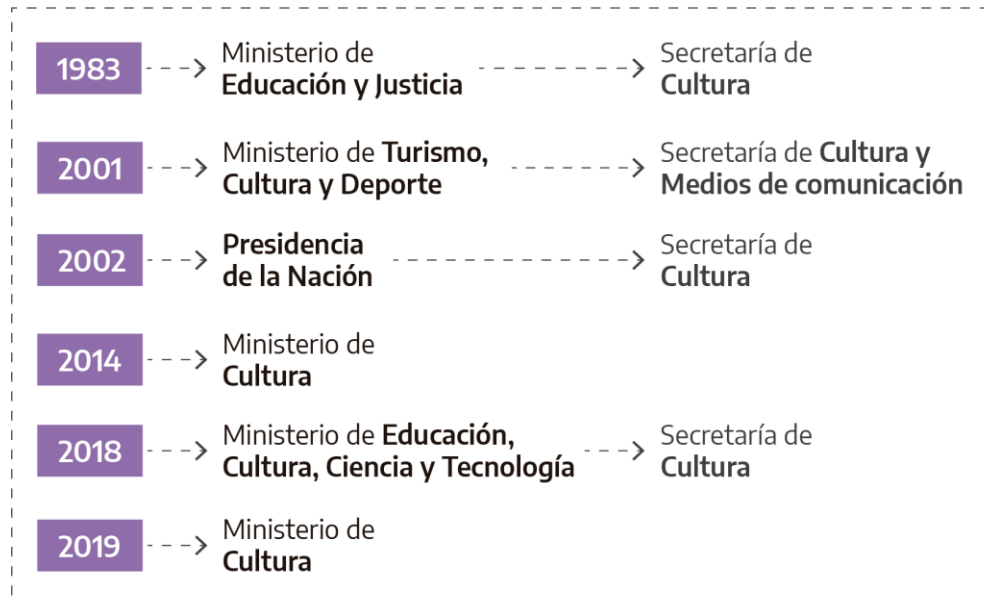 1983
Ministerio de
Educación y Justicia
Secretaría de
Cultura
2001
Ministerio de Turismo,
Cultura y Deporte
Secretaría de Cultura y
Medios de comunicación
2002
Presidencia
de la Nación
Secretaría de
Cultura
2014
Ministerio de
Cultura
2018
Ministerio de Educación,
Cultura, Ciencia y Tecnología
Secretaría de
Cultura
2019
Ministerio de
Cultura